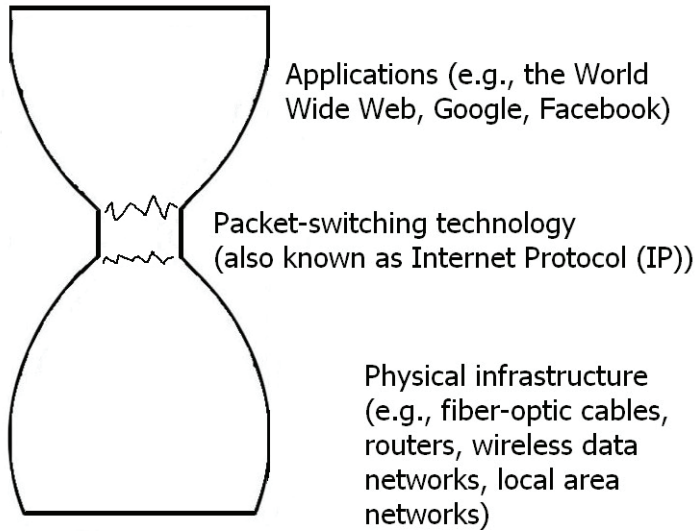 Applications (e.g., the World
Wide Web, Google, Facebook)
Packet-switching technology
(also known as Internet Protocol (IP))
Physical infrastructure
(e.g., fiber-optic cables,
routers, wireless data
networks, local area
networks)